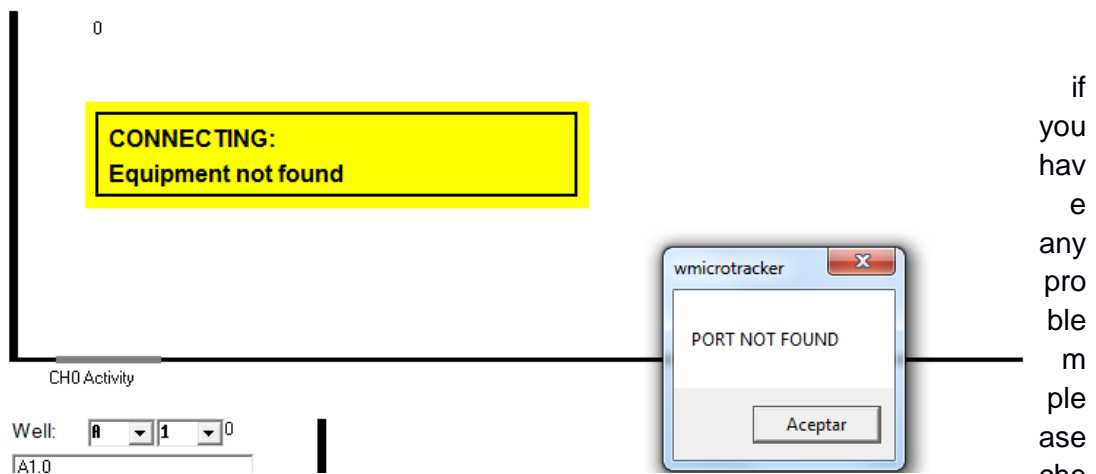 0
CONNECTING:
Equipment not found
wmicrotracker
PORT NOT FOUND
Aceptar
CH0 Activity
Well: A 1 0
A1.0
if
you
hav
e
any
pro
ble
m
ple
ase